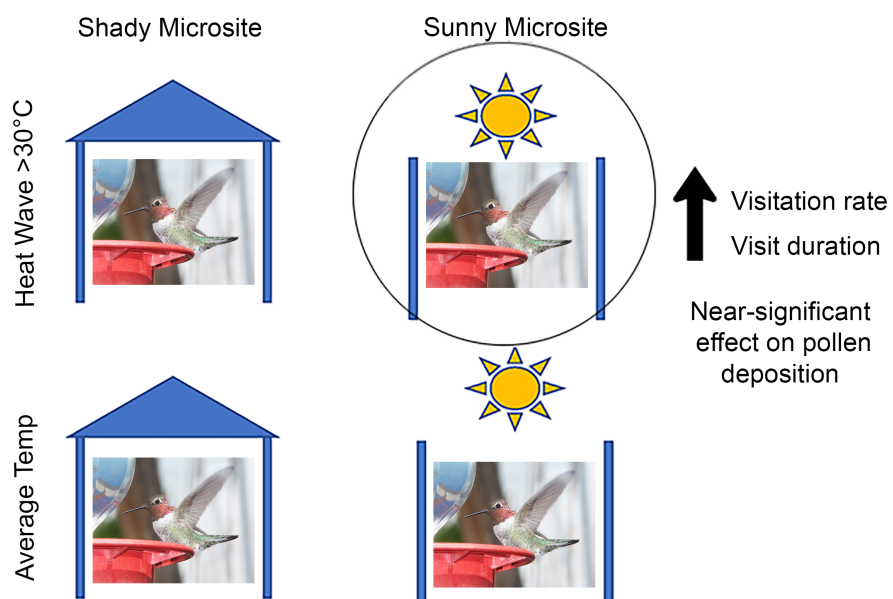 Shady Microsite
Sunny Microsite
Heat Wave >30°C
Visitation rate
Visit duration
Near-significant
effect on pollen
deposition
Average Temp